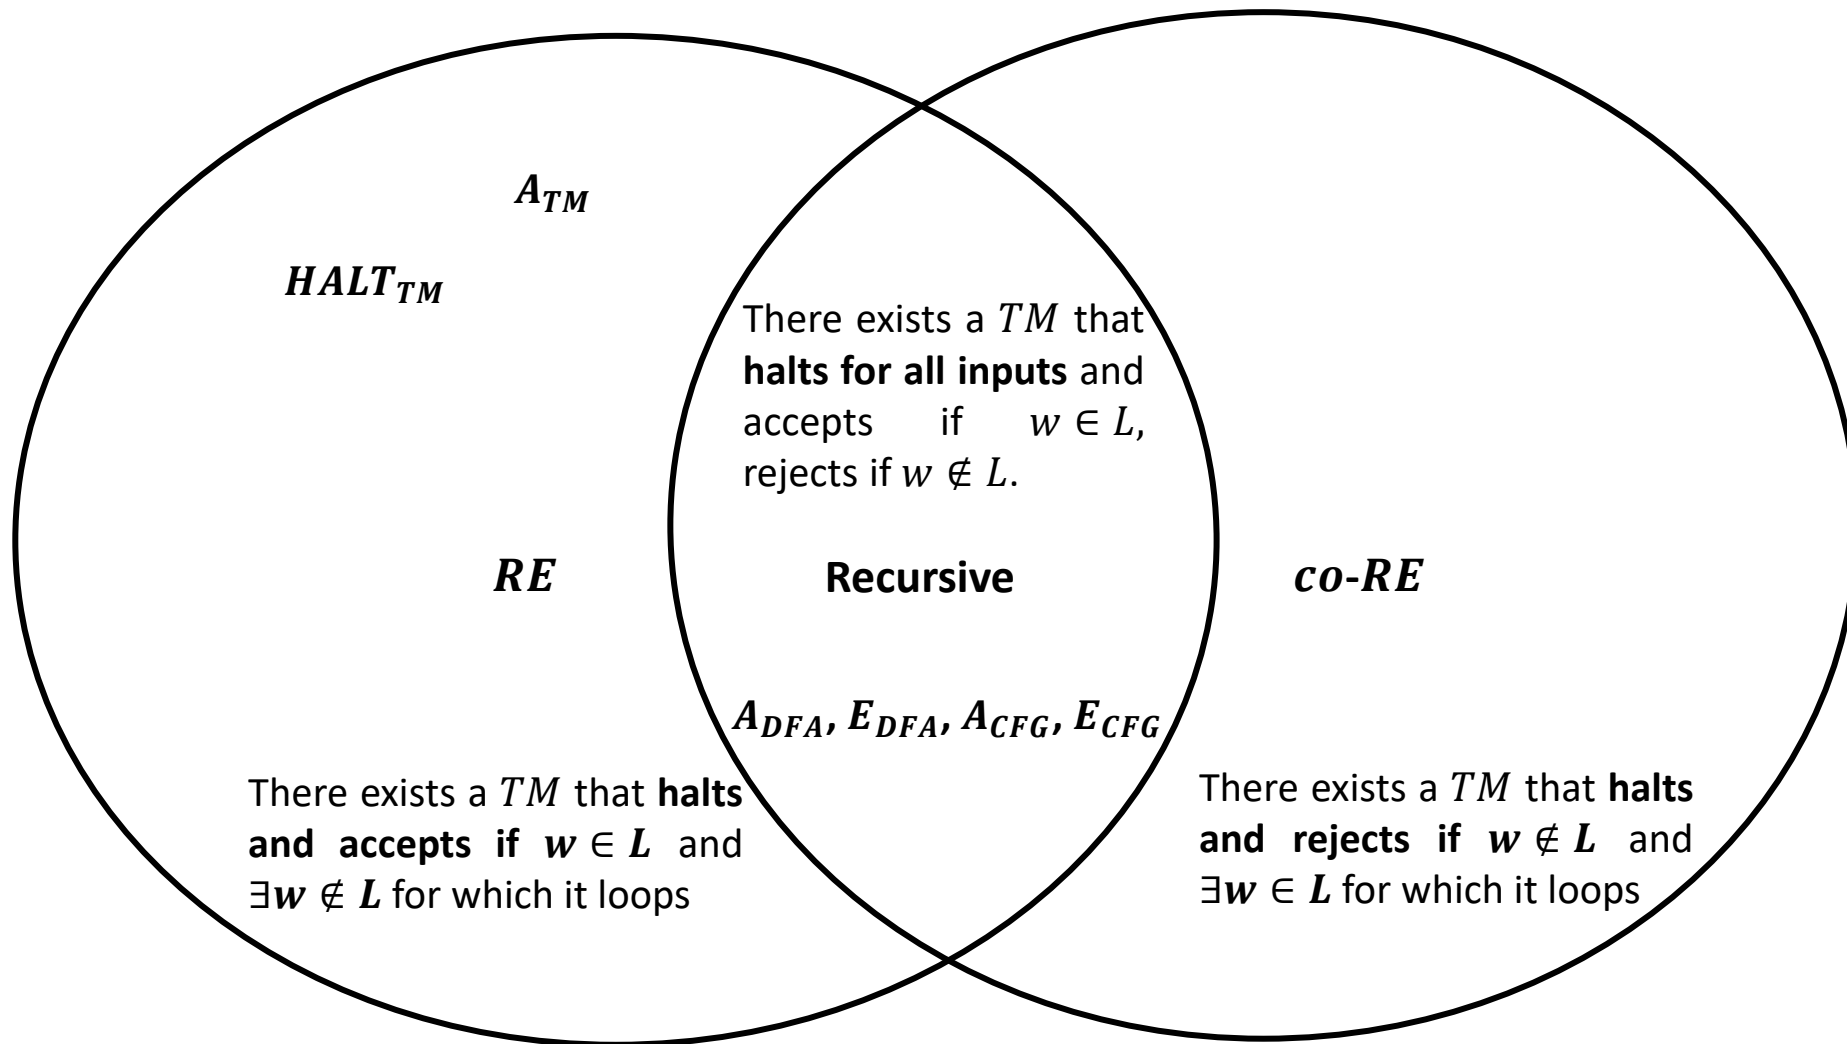 A_TM
HALT_TM
There exists a TM that
halts for all inputs and
accepts if w ∈ L,
rejects if w ∉ L.
RE
Recursive
co-RE
A_DFA, E_DFA, A_CFG, E_CFG
There exists a TM that halts
and accepts if w ∈ L and
∃w ∉ L for which it loops
There exists a TM that halts
and rejects if w ∉ L and
∃w ∈ L for which it loops